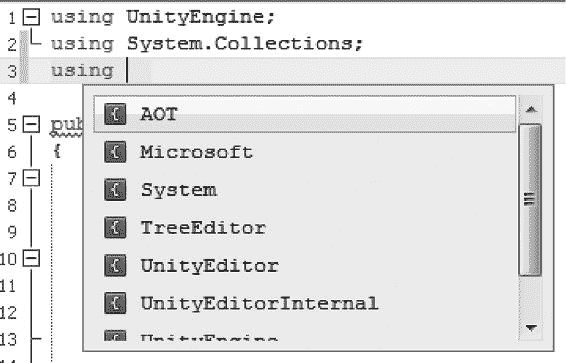 1 using UnityEngine;
2 using System.Collections;
3 using
4
5 pub
6 {
7
8
9
10
11
12
13
AOT
Microsoft
System
TreeEditor
UnityEditor
UnityEditorInternal
UnityEngine